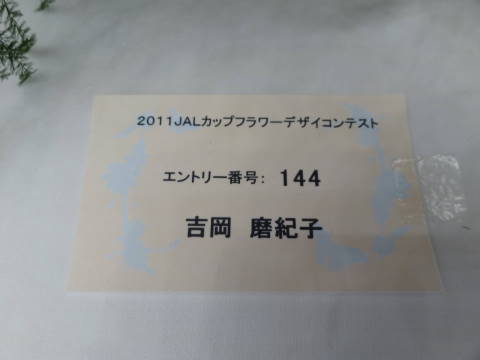 2011JALカップフラワーデザイコンテスト
エントリー番号： 144
吉岡　磨紀子